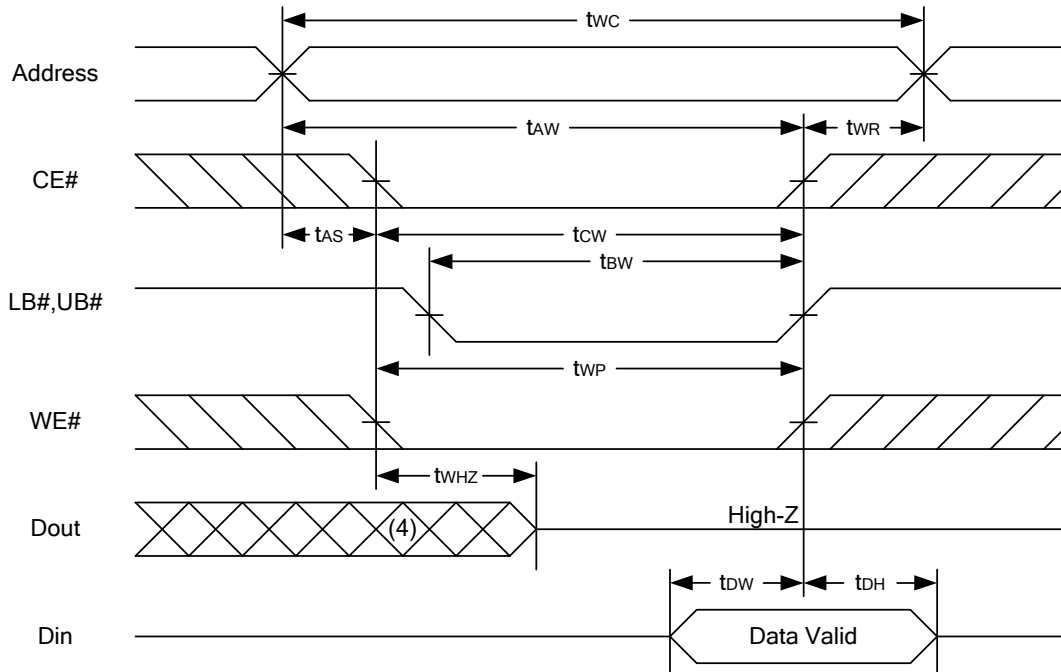 tWC
Address
tAW
tWR
CE#
tAS
tCW
tBW
LB#,UB#
tWP
WE#
tWHZ
Dout
(4)
High-Z
tDW
tDH
Din
Data Valid